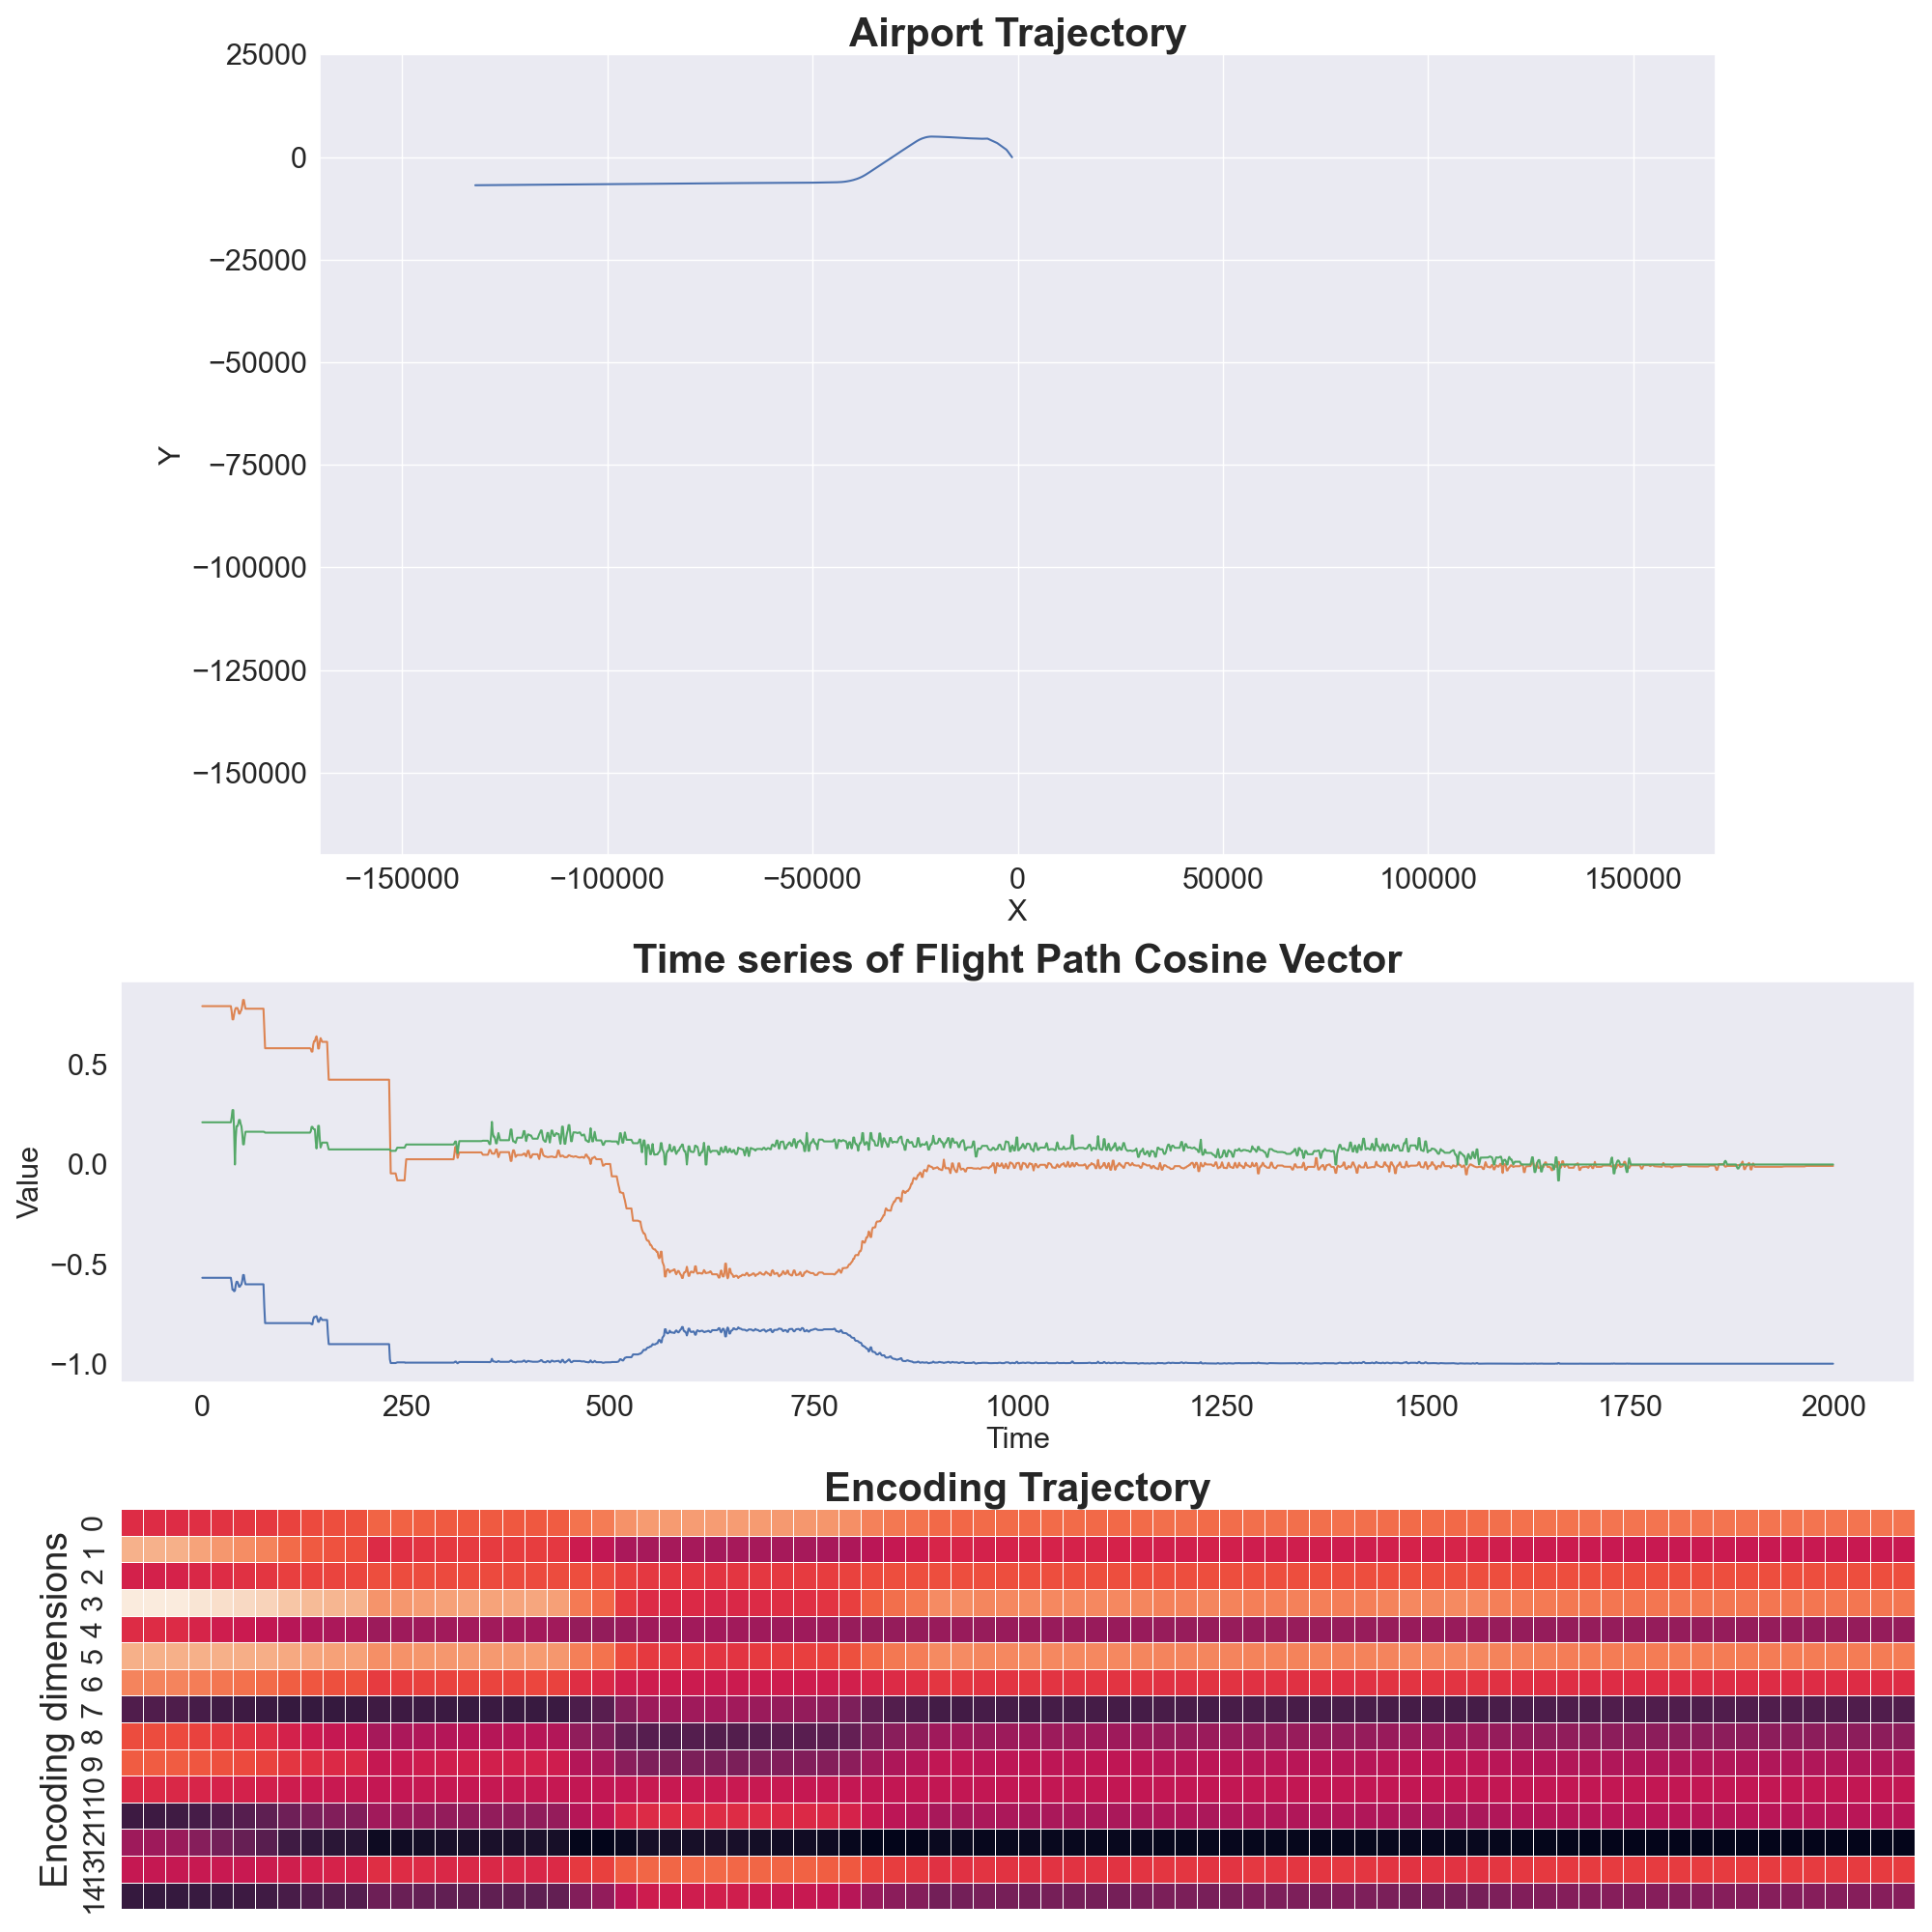 Airport Trajectory
25000
0
−25000
−50000
−75000
−100000
−125000
−150000
Y
−150000 −100000 −50000 0 50000 100000 150000
X
Time series of Flight Path Cosine Vector
0.5
0.0
−0.5
−1.0
Value
0 250 500 750 1000 1250 1500 1750 2000
Time
Encoding Trajectory
Encoding dimensions
0
1
2
3
4
5
6
7
8
9
10
11
12
13
14